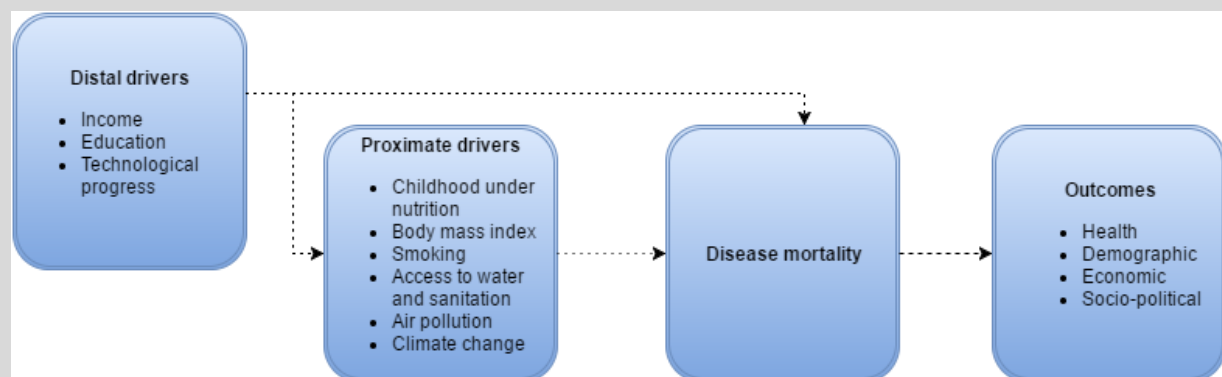 Distal drivers
• Income
• Education
• Technological
progress
Proximate drivers
• Childhood under
nutrition
• Body mass index
• Smoking
• Access to water
and sanitation
• Air pollution
• Climate change
Disease mortality
Outcomes
• Health
• Demographic
• Economic
• Socio-political